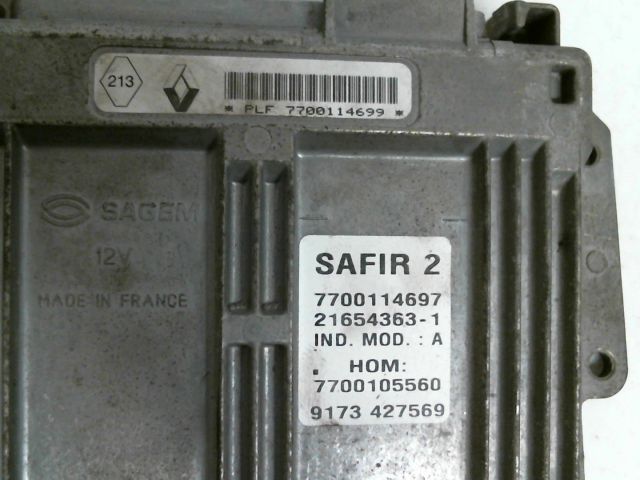 213
* PLF 7700114699 *
SAGEM
12V
MADE IN FRANCE
SAFIR 2
7700114697
21654363-1
IND. MOD. : A
HOM:
7700105560
9173 427569